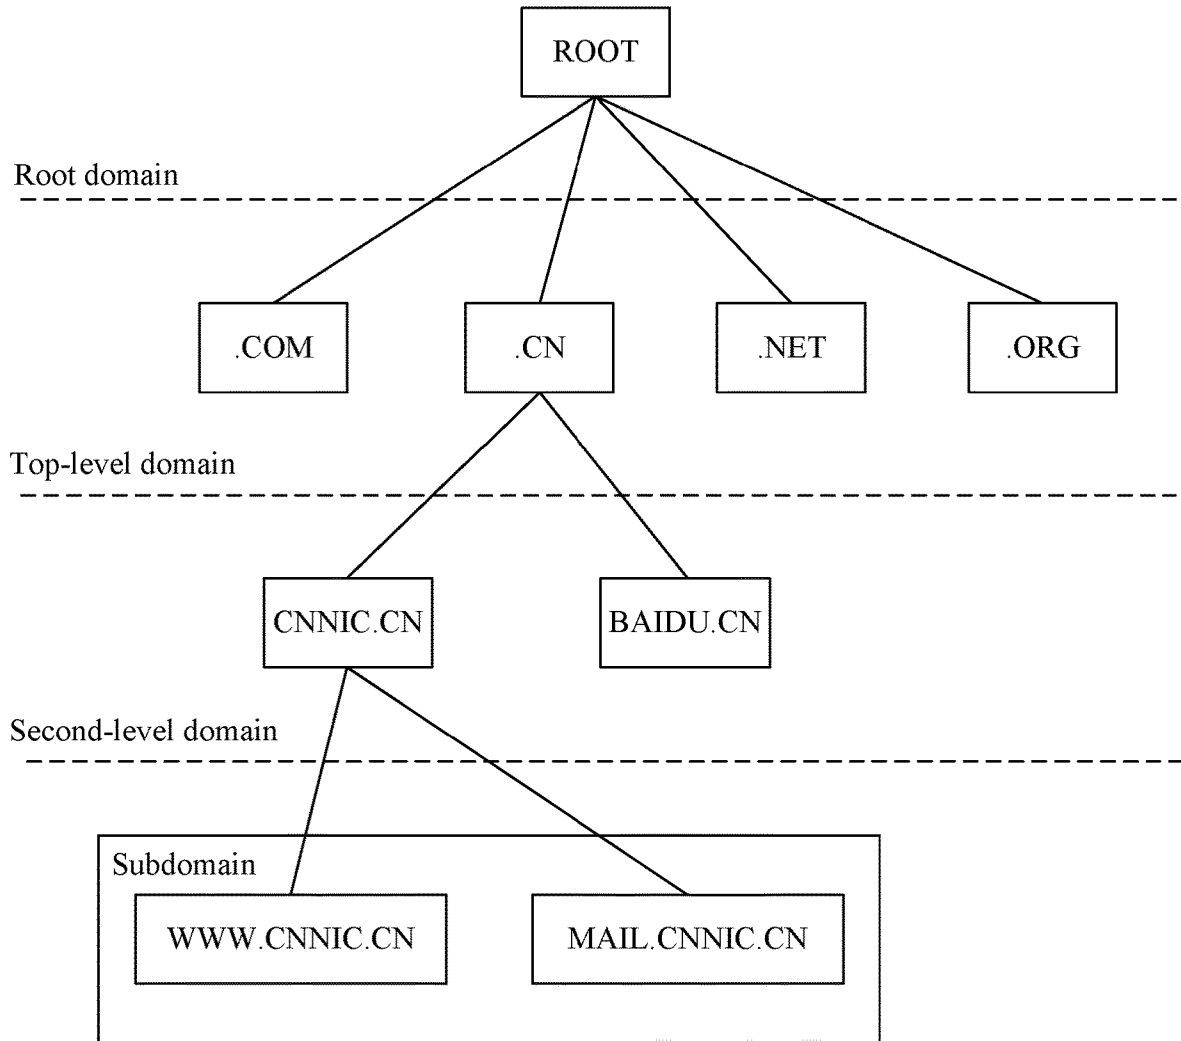 ROOT
Root domain
.COM
.CN
.NET
.ORG
Top-level domain
CNNIC.CN
BAIDU.CN
Second-level domain
Subdomain
WWW.CNNIC.CN
MAIL.CNNIC.CN